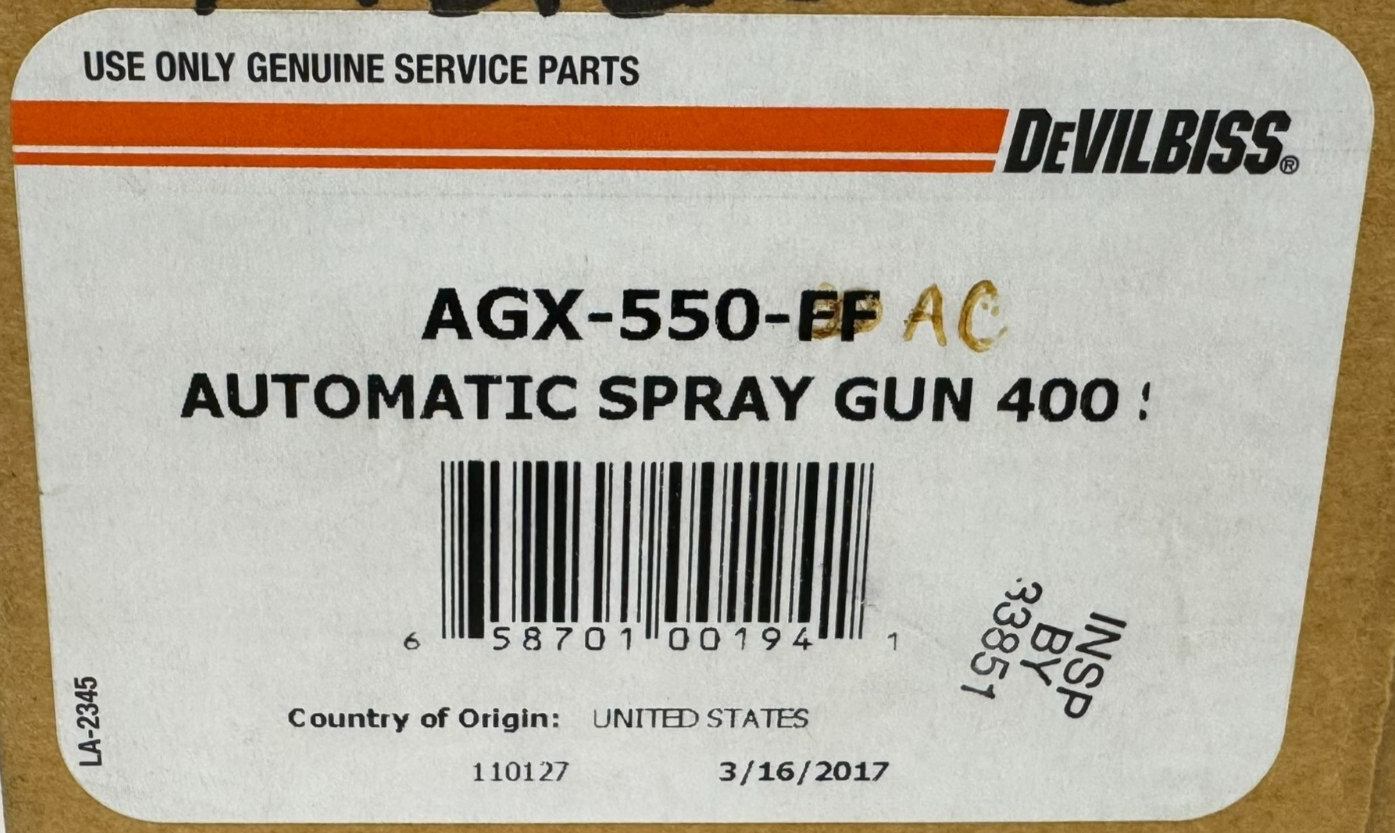 USE ONLY GENUINE SERVICE PARTS
DEVILBISS®
AGX-550-FF AC
AUTOMATIC SPRAY GUN 400
6 58701 00194 1
INSP
BY
33851
LA-2345
Country of Origin: UNITED STATES
110127 3/16/2017